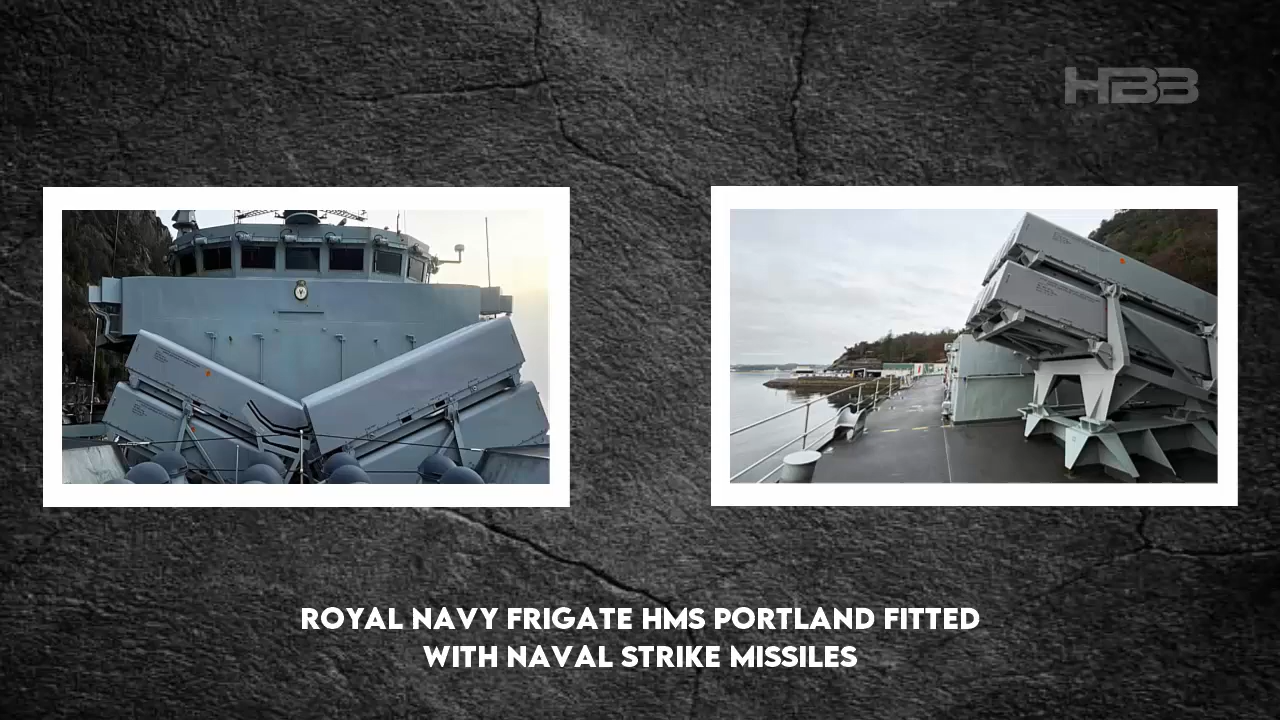 HBB
ROYAL NAVY FRIGATE HMS PORTLAND FITTED
WITH NAVAL STRIKE MISSILES